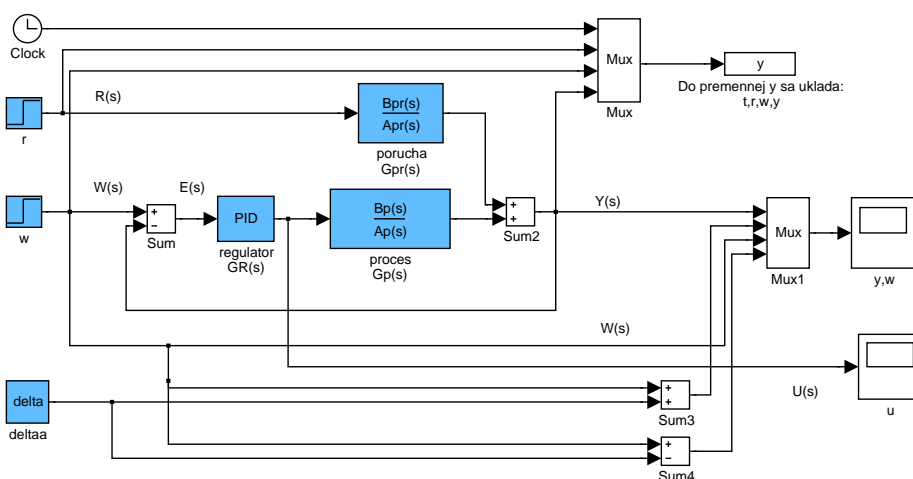 Clock
Mux
Mux
y
Do premennej y sa uklada:
t,r,w,y
R(s)
r
Bpr(s)
Apr(s)
porucha
Gpr(s)
W(s)
w
+
−
Sum
E(s)
PID
regulator
GR(s)
Bp(s)
Ap(s)
proces
Gp(s)
+
+
Sum2
Y(s)
Mux
Mux1
y,w
W(s)
U(s)
u
delta
deltaa
+
+
Sum3
+
−
Sum4